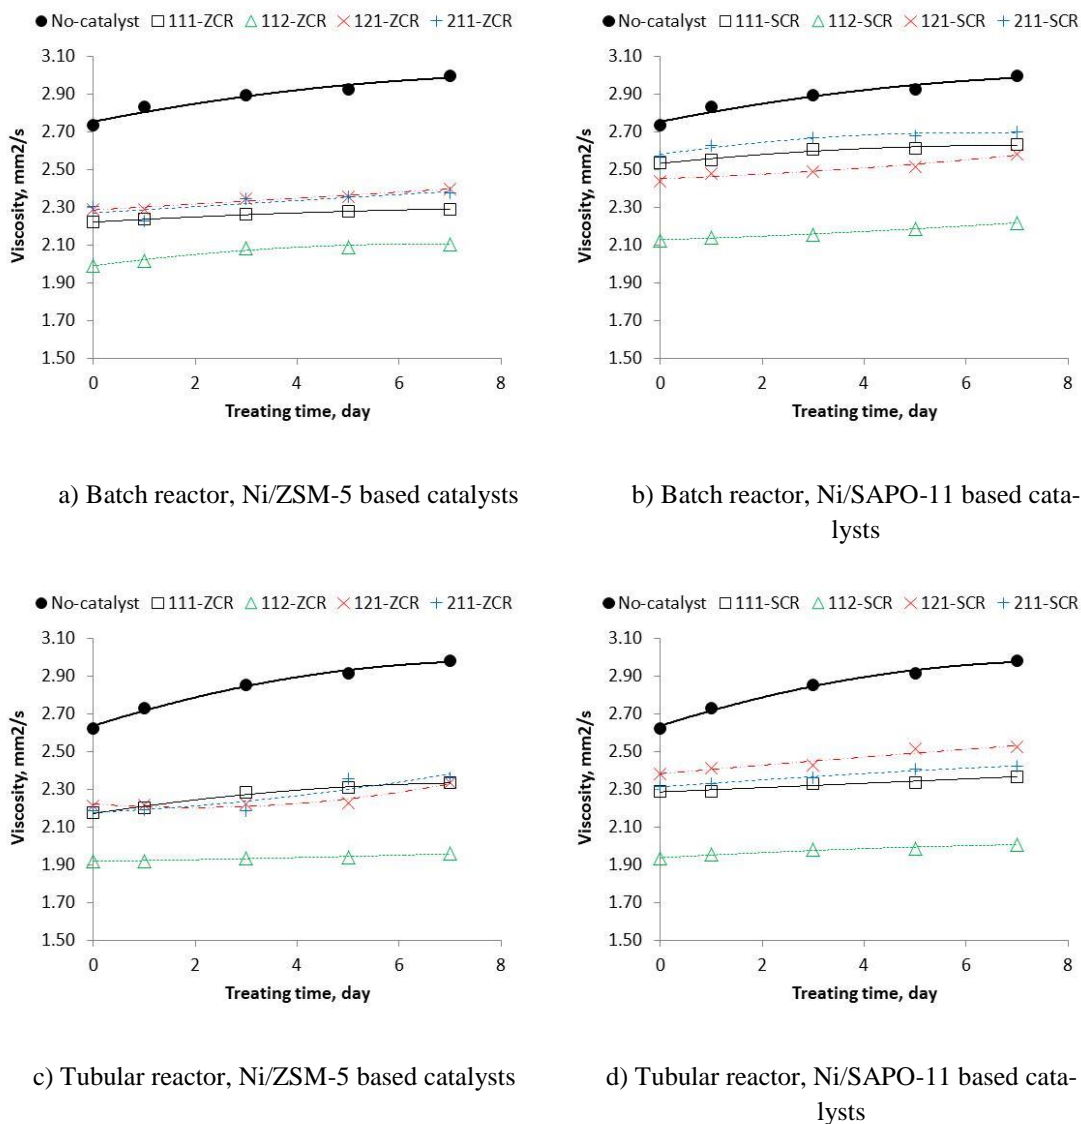 No-catalyst 111-ZCR 112-ZCR 121-ZCR 211-ZCR
3.10
2.90
2.70
2.50
2.30
2.10
1.90
1.70
1.50
Viscosity, mm2/s
0 2 4 6 8
Treating time, day
a) Batch reactor, Ni/ZSM-5 based catalysts
No-catalyst 111-SCR 112-SCR 121-SCR 211-SCR
3.10
2.90
2.70
2.50
2.30
2.10
1.90
1.70
1.50
Viscosity, mm2/s
0 2 4 6 8
Treating time, day
b) Batch reactor, Ni/SAPO-11 based cata-
lysts
No-catalyst 111-ZCR 112-ZCR 121-ZCR 211-ZCR
3.10
2.90
2.70
2.50
2.30
2.10
1.90
1.70
1.50
Viscosity, mm2/s
0 2 4 6 8
Treating time, day
c) Tubular reactor, Ni/ZSM-5 based catalysts
No-catalyst 111-SCR 112-SCR 121-SCR 211-SCR
3.10
2.90
2.70
2.50
2.30
2.10
1.90
1.70
1.50
Viscosity, mm2/s
0 2 4 6 8
Treating time, day
d) Tubular reactor, Ni/SAPO-11 based cata-
lysts